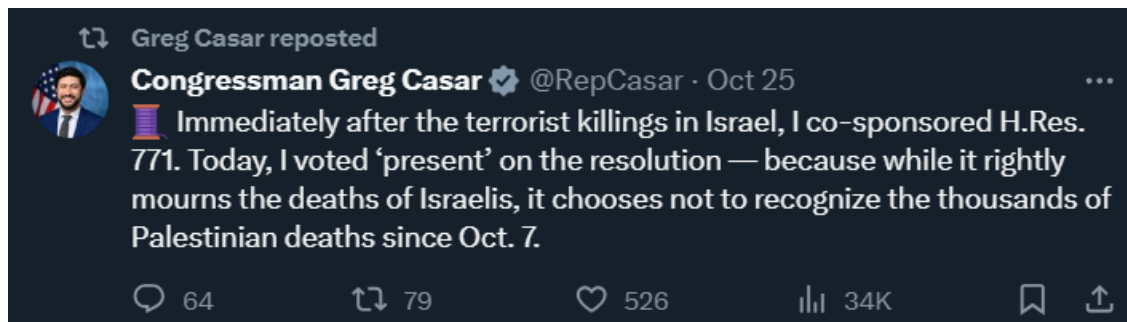 Greg Casar reposted
Congressman Greg Casar @RepCasar · Oct 25
Immediately after the terrorist killings in Israel, I co-sponsored H.Res.
771. Today, I voted ‘present’ on the resolution — because while it rightly
mourns the deaths of Israelis, it chooses not to recognize the thousands of
Palestinian deaths since Oct. 7.
64 79 526 34K